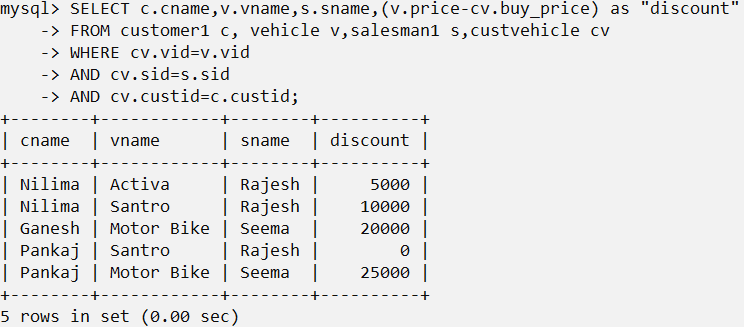 mysql> SELECT c.cname,v.vname,s.sname,(v.price-cv.buy_price) as "discount"
    -> FROM customer1 c, vehicle v,salesman1 s,custvehicle cv
    -> WHERE cv.vid=v.vid
    -> AND cv.sid=s.sid
    -> AND cv.custid=c.custid;
+--------+------------+--------+----------+
| cname  | vname      | sname  | discount |
+--------+------------+--------+----------+
| Nilima | Activa     | Rajesh |     5000 |
| Nilima | Santro     | Rajesh |    10000 |
| Ganesh | Motor Bike | Seema  |    20000 |
| Pankaj | Santro     | Rajesh |        0 |
| Pankaj | Motor Bike | Seema  |    25000 |
+--------+------------+--------+----------+
5 rows in set (0.00 sec)